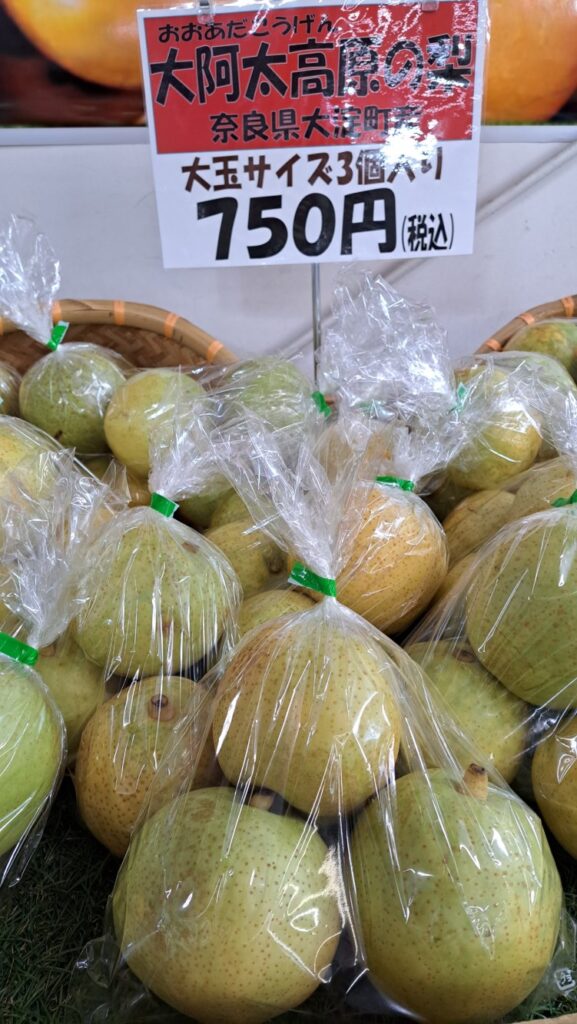 おおあだこうげん
大阿太高原の梨
奈良県大淀町産
大玉サイズ3個入り
750円(税込)